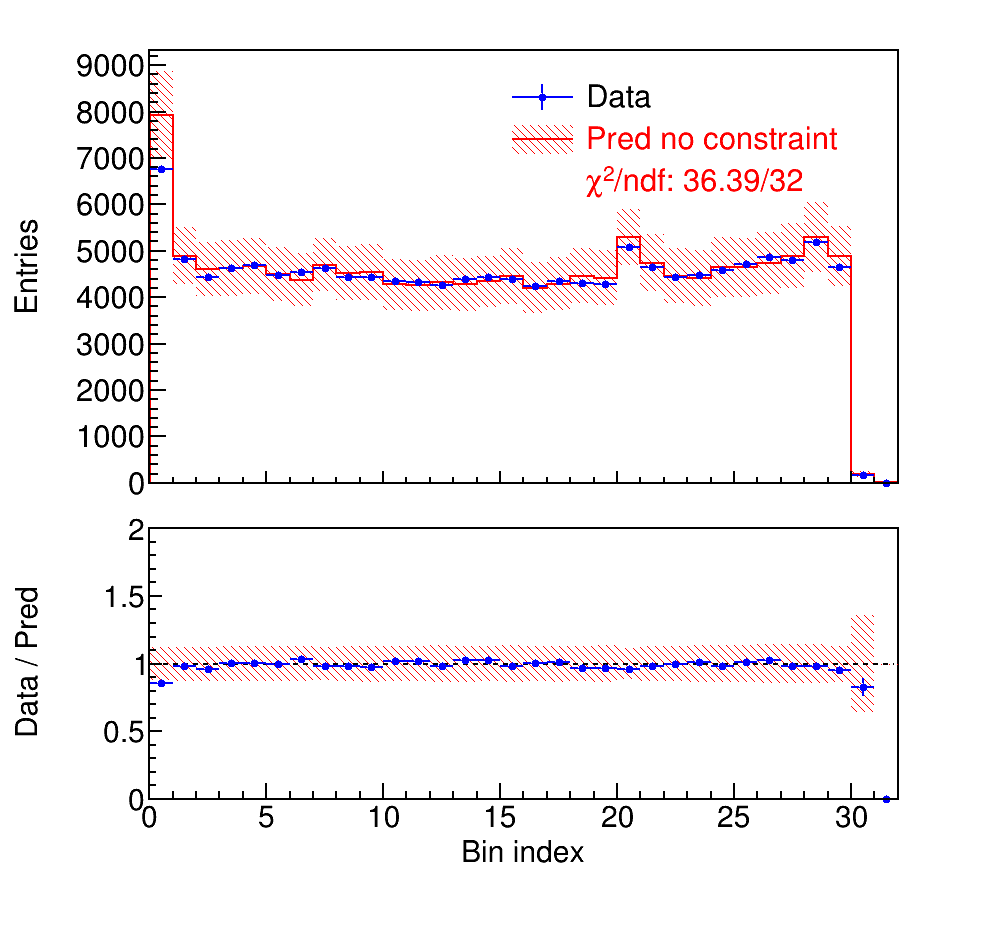 Entries
9000
8000
7000
6000
5000
4000
3000
2000
1000
0
Data
Pred no constraint
χ²/ndf: 36.39/32
Data / Pred
2
1.5
1
0.5
0
0 5 10 15 20 25 30
Bin index